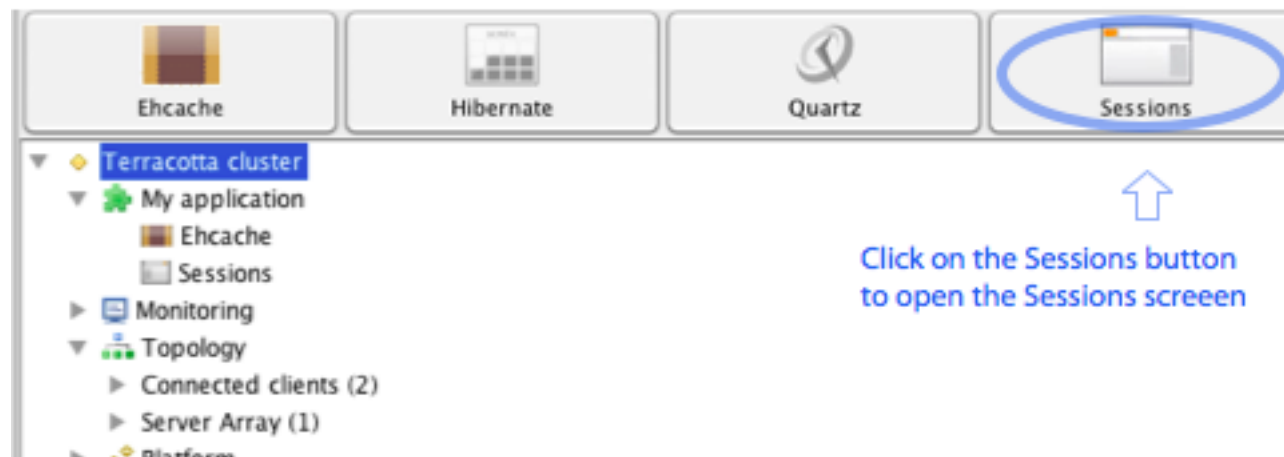 Ehcache
Hibernate
Quartz
Sessions
Terracotta cluster
My application
Ehcache
Sessions
Monitoring
Topology
Connected clients (2)
Server Array (1)
Platform
Click on the Sessions button
to open the Sessions screeen